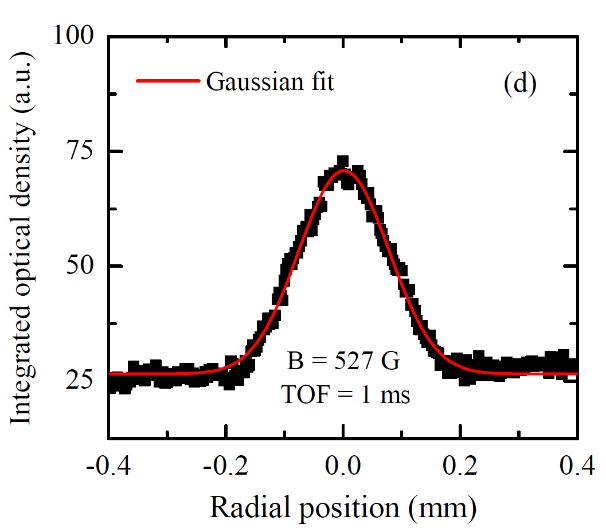 100
Gaussian fit
(d)
75
Integrated optical density (a.u.)
50
B = 527 G
TOF = 1 ms
25
-0.4 -0.2 0.0 0.2 0.4
Radial position (mm)